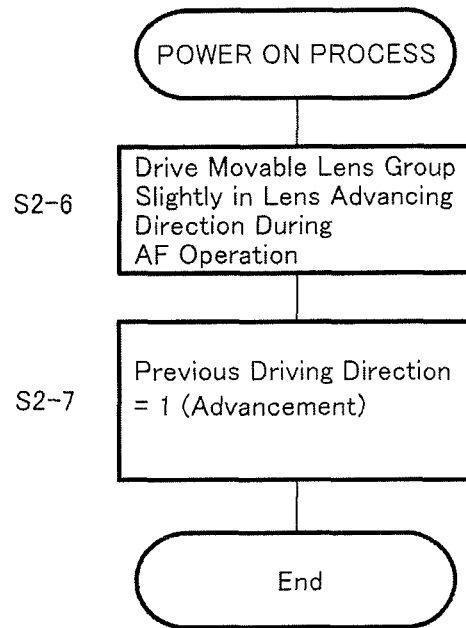 POWER ON PROCESS
S2-6
Drive Movable Lens Group
Slightly in Lens Advancing
Direction During
AF Operation
S2-7
Previous Driving Direction
= 1 (Advancement)
End